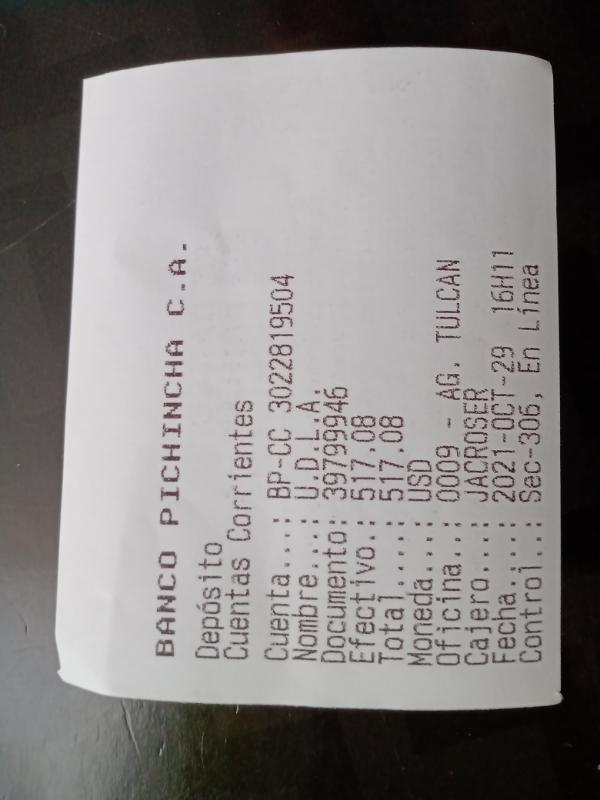 BANCO PICHINCHA C.A.
Depósito
Cuentas Corrientes
Cuenta...: BP-CC 3022819504
Nombre...: U.D.L.A.
Documento: 39799946
Efectivo.: 517.08
Total....: 517.08
Moneda...: USD
Oficina..: 0009 - AG. TULCAN
Cajero...: JACROSER
Fecha....: 2021-OCT-29 16H11
Control..: Sec-306, En Línea